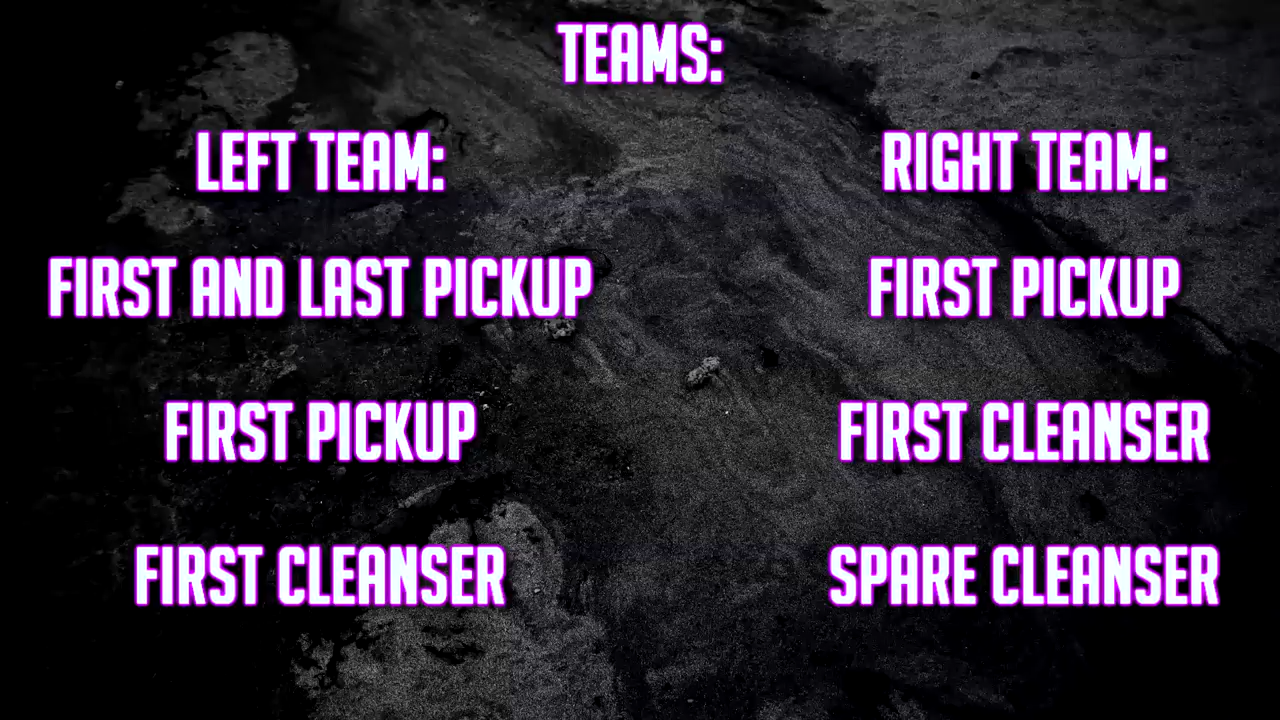 TEAMS:
LEFT TEAM:
RIGHT TEAM:
FIRST AND LAST PICKUP
FIRST PICKUP
FIRST PICKUP
FIRST CLEANSER
FIRST CLEANSER
SPARE CLEANSER